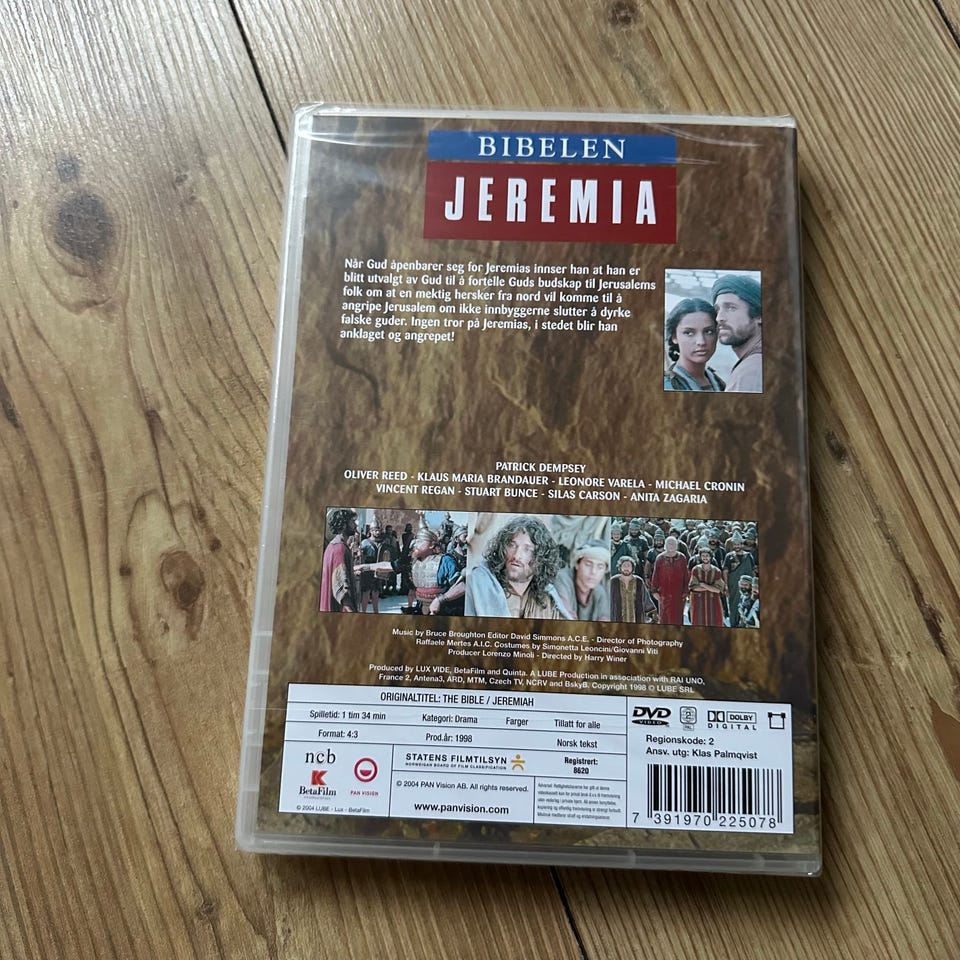 BIBELEN
JEREMIA
Når Gud åpenbarer seg for Jeremias innser han at han er
blitt utvalgt av Gud til å fortelle Guds budskap til Jerusalems
folk om at en mektig hersker fra nord vil komme til å
angripe Jerusalem om ikke innbyggerne slutter å dyrke
falske guder. Ingen tror på Jeremias, i stedet blir han
anklaget og angrepet!
PATRICK DEMPSEY
OLIVER REED - KLAUS MARIA BRANDAUER - LEONORE VARELA - MICHAEL CRONIN
VINCENT REGAN - STUART BUNCE - SILAS CARSON - ANITA ZAGARIA
Music by Bruce Broughton Editor David Simmons A.C.E. - Director of Photography
Raffaele Mertes A.I.C. Costumes by Simonetta Leoncini/Giovanni Viti
Producer Lorenzo Minoli - Directed by Harry Winer
Produced by LUX VIDE, BetaFilm and Quinta. A LUBE Production in association with RAI UNO,
France 2, Antena3, ARD, MTM, Czech TV, NCRV and BskyB. Copyright 1998 © LUBE SRL
ORIGINALTITEL: THE BIBLE / JEREMIAH
Spilletid: 1 tim 34 min Kategori: Drama Farger Tillatt for alle
Format: 4:3 Prod.år: 1998 Norsk tekst
DVD VIDEO 2 DOLBY DIGITAL
Regionskode: 2
Ansv. utg: Klas Palmqvist
ncb
BetaFilm
PAN VISION
© 2004 LUBE - Lux - BetaFilm
STATENS FILMTILSYN
NORWEGIAN BOARD OF FILM CLASSIFICATION
Registrert:
8620
© 2004 PAN Vision AB. All rights reserved.
www.panvision.com
7 391970 225078